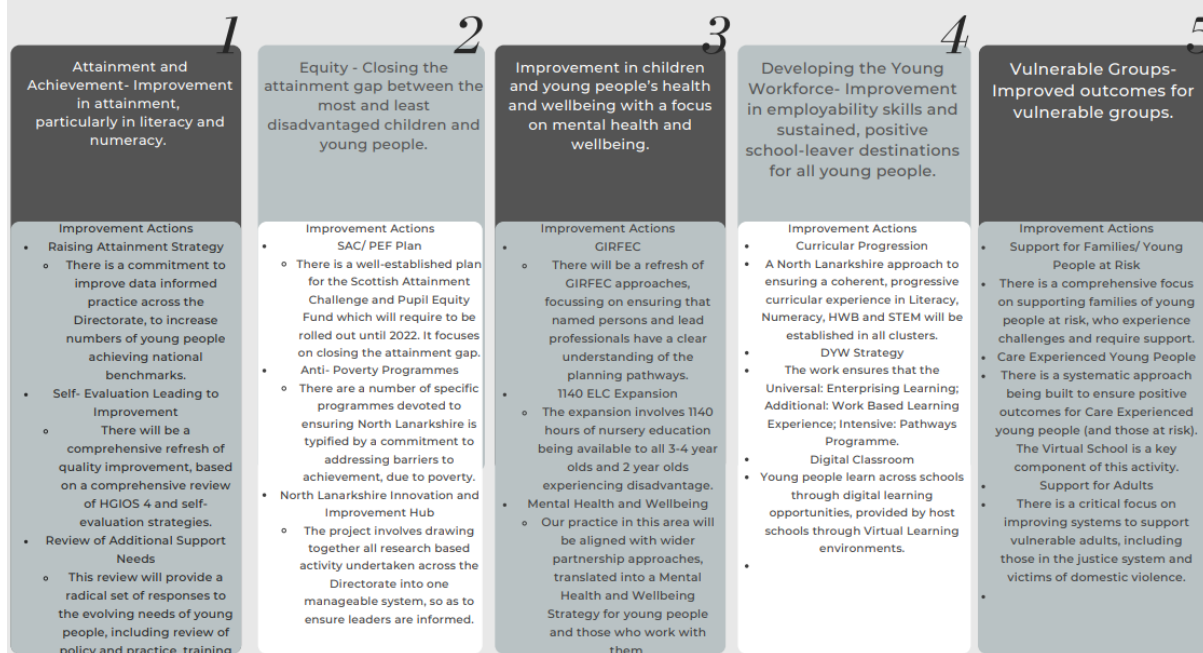 1
Attainment and
Achievement- Improvement
in attainment,
particularly in literacy and
numeracy.
Improvement Actions
• Raising Attainment Strategy
◦ There is a commitment to
improve data informed
practice across the
Directorate, to increase
numbers of young people
achieving national
benchmarks.
• Self- Evaluation Leading to
Improvement
◦ There will be a
comprehensive refresh of
quality improvement, based
on a comprehensive review
of HGIOS 4 and self-
evaluation strategies.
• Review of Additional Support
Needs
◦ This review will provide a
radical set of responses to
the evolving needs of young
people, including review of
policy and practice, training
2
Equity - Closing the
attainment gap between the
most and least
disadvantaged children and
young people.
Improvement Actions
• SAC/ PEF Plan
◦ There is a well-established plan
for the Scottish Attainment
Challenge and Pupil Equity
Fund which will require to be
rolled out until 2022. It focuses
on closing the attainment gap.
• Anti- Poverty Programmes
◦ There are a number of specific
programmes devoted to
ensuring North Lanarkshire is
typified by a commitment to
addressing barriers to
achievement, due to poverty.
• North Lanarkshire Innovation and
Improvement Hub
◦ The project involves drawing
together all research based
activity undertaken across the
Directorate into one
manageable system, so as to
ensure leaders are informed.
3
Improvement in children
and young people's health
and wellbeing with a focus
on mental health and
wellbeing.
Improvement Actions
• GIRFEC
◦ There will be a refresh of
GIRFEC approaches,
focussing on ensuring that
named persons and lead
professionals have a clear
understanding of the
planning pathways.
• 1140 ELC Expansion
◦ The expansion involves 1140
hours of nursery education
being available to all 3-4 year
olds and 2 year olds
experiencing disadvantage.
• Mental Health and Wellbeing
◦ Our practice in this area will
be aligned with wider
partnership approaches,
translated into a Mental
Health and Wellbeing
Strategy for young people
and those who work with
them.
4
Developing the Young
Workforce- Improvement
in employability skills and
sustained, positive
school-leaver destinations
for all young people.
Improvement Actions
• Curricular Progression
• A North Lanarkshire approach to
ensuring a coherent, progressive
curricular experience in Literacy,
Numeracy, HWB and STEM will be
established in all clusters.
• DYW Strategy
• The work ensures that the
Universal: Enterprising Learning;
Additional: Work Based Learning
Experience; Intensive: Pathways
Programme.
• Digital Classroom
• Young people learn across schools
through digital learning
opportunities, provided by host
schools through Virtual Learning
environments.
•
5
Vulnerable Groups-
Improved outcomes for
vulnerable groups.
Improvement Actions
• Support for Families/ Young
People at Risk
• There is a comprehensive focus
on supporting families of young
people at risk, who experience
challenges and require support.
• Care Experienced Young People
• There is a systematic approach
being built to ensure positive
outcomes for Care Experienced
young people (and those at risk).
The Virtual School is a key
component of this activity.
• Support for Adults
• There is a critical focus on
improving systems to support
vulnerable adults, including
those in the justice system and
victims of domestic violence.
•